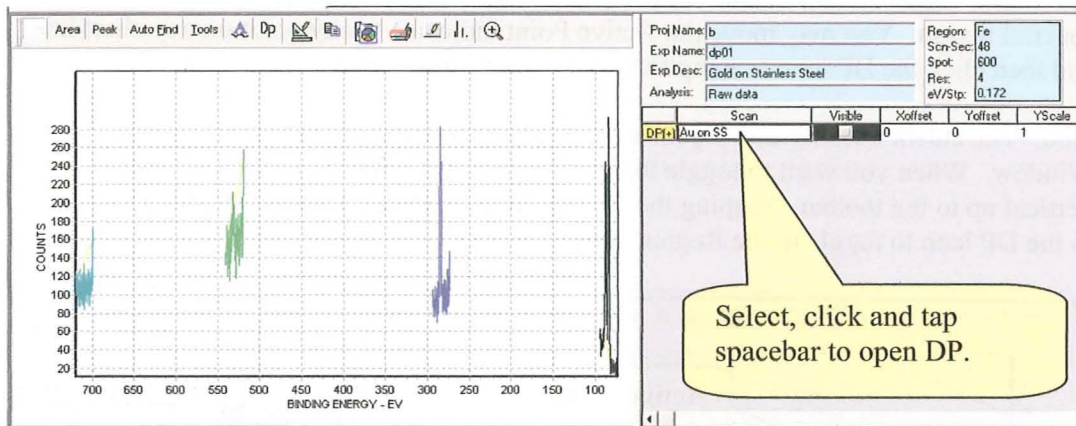 Area Peak Auto Find Tools Dp
280
260
240
220
200
180
160
140
120
100
80
60
40
20
COUNTS
700 650 600 550 500 450 400 350 300 250 200 150 100
BINDING ENERGY - EV
Proj Name: b
Exp Name: dp01
Exp Desc: Gold on Stainless Steel
Analysis: Raw data
Region: Fe
Scn-Sec: 48
Spot: 600
Res: 4
eV/Stp: 0.172
Scan Visible Xoffset Yoffset YScale
DP(+) Au on SS 0 0 1
Select, click and tap
spacebar to open DP.